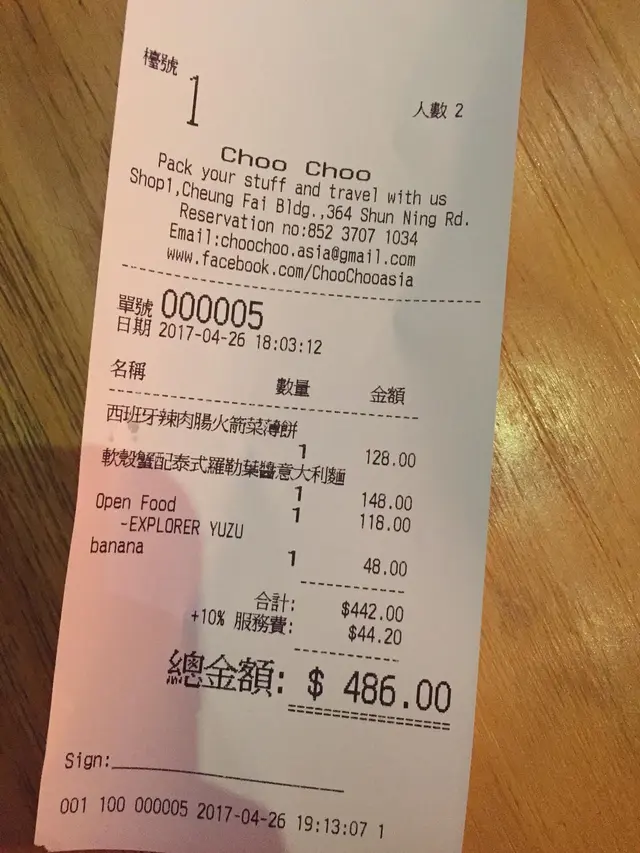 檯號
1
人數 2
Choo Choo
Pack your stuff and travel with us
Shop1,Cheung Fai Bldg.,364 Shun Ning Rd.
Reservation no:852 3707 1034
Email:choochoo.asia@gmail.com
www.facebook.com/ChooChooasia
單號 000005
日期 2017-04-26 18:03:12
名稱 數量 金額
西班牙辣肉腸火箭菜薄餅
1 128.00
軟殼蟹配泰式羅勒葉醬意大利麵
1 148.00
Open Food 1 118.00
-EXPLORER YUZU
banana 1 48.00
合計: $442.00
+10% 服務費: $44.20
總金額: $ 486.00
Sign:
001 100 000005 2017-04-26 19:13:07 1